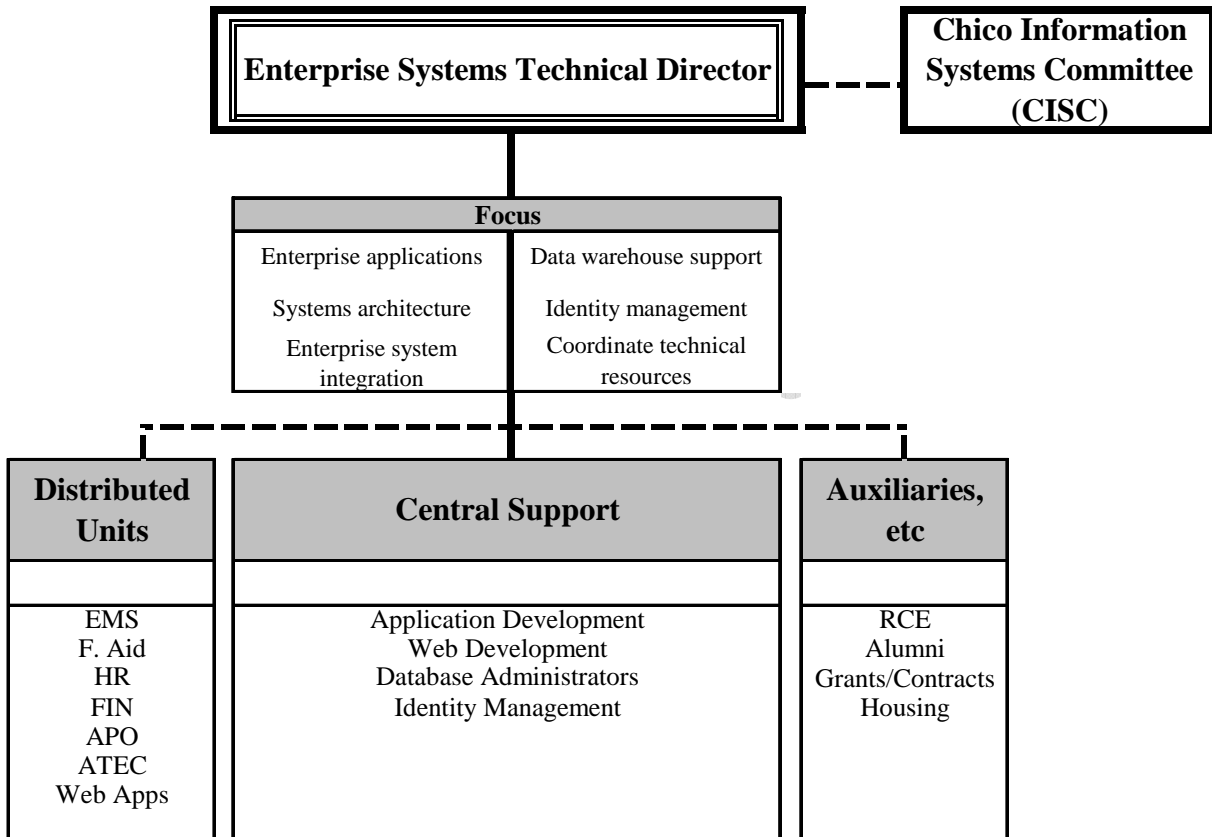 Enterprise Systems Technical Director
Chico Information
Systems Committee
(CISC)
Focus
Enterprise applications
Data warehouse support
Systems architecture
Identity management
Enterprise system
integration
Coordinate technical
resources
Distributed
Units
EMS
F. Aid
HR
FIN
APO
ATEC
Web Apps
Central Support
Application Development
Web Development
Database Administrators
Identity Management
Auxiliaries,
etc
RCE
Alumni
Grants/Contracts
Housing